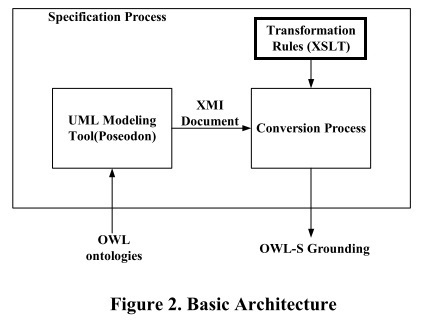 Specification Process
Transformation
Rules (XSLT)
UML Modeling
Tool(Poseodon)
XMI
Document
Conversion Process
OWL
ontologies
OWL-S Grounding
Figure 2. Basic Architecture